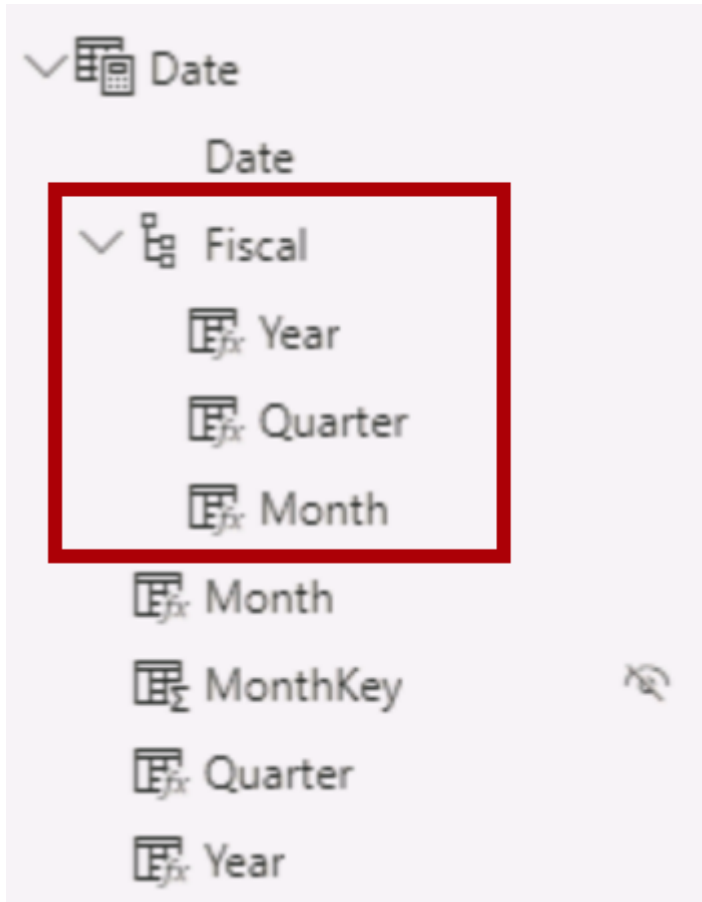 Date
Date
Fiscal
Year
Quarter
Month
Month
MonthKey
Quarter
Year